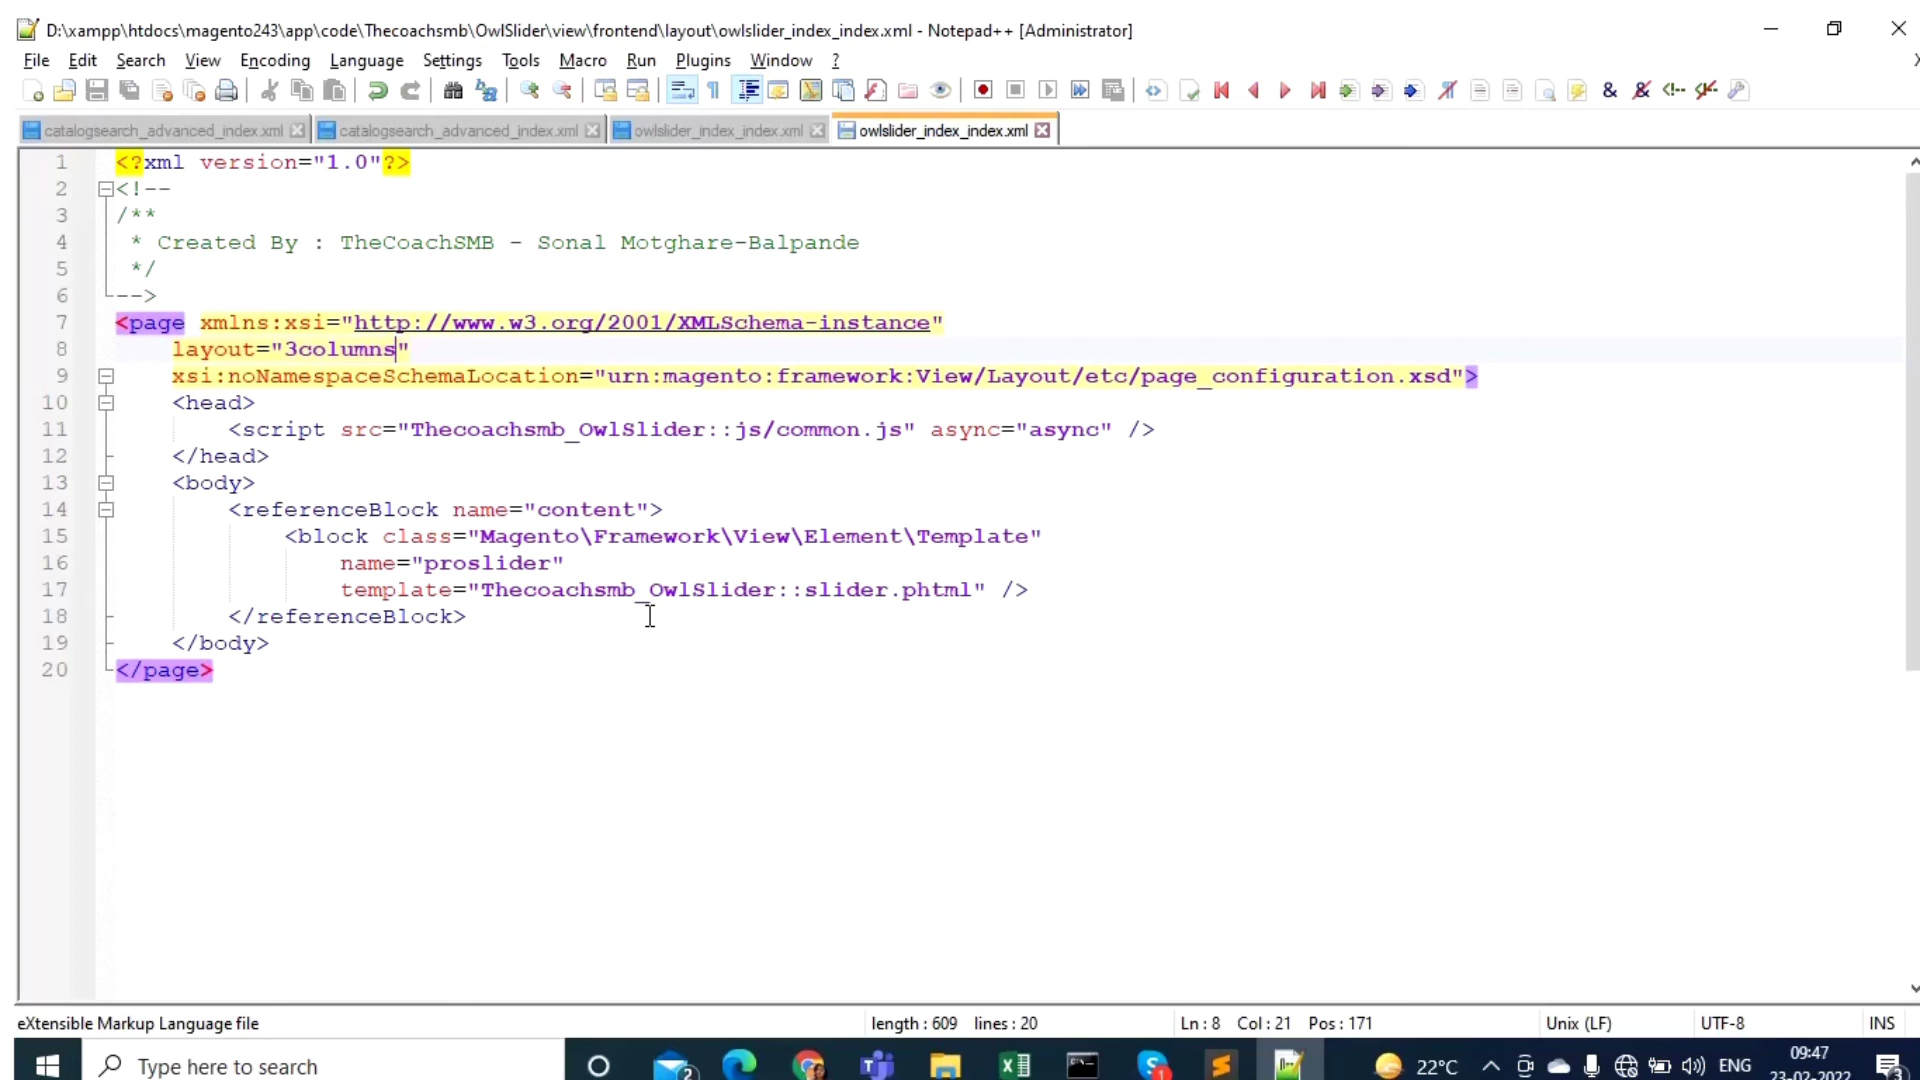 D:\xampp\htdocs\magento243\app\code\Thecoachsmb\OwlSlider\view\frontend\layout\owlslider_index_index.xml - Notepad++ [Administrator]
File Edit Search View Encoding Language Settings Tools Macro Run Plugins Window ?
catalogsearch_advanced_index.xml catalogsearch_advanced_index.xml owlslider_index_index.xml owlslider_index_index.xml
1 <?xml version="1.0"?>
2 <!--
3 /**
4 * Created By : TheCoachSMB - Sonal Motghare-Balpande
5 */
6 -->
7 <page xmlns:xsi="http://www.w3.org/2001/XMLSchema-instance"
8 layout="3columns"
9 xsi:noNamespaceSchemaLocation="urn:magento:framework:View/Layout/etc/page_configuration.xsd">
10 <head>
11 <script src="Thecoachsmb_OwlSlider::js/common.js" async="async" />
12 </head>
13 <body>
14 <referenceBlock name="content">
15 <block class="Magento\Framework\View\Element\Template"
16 name="proslider"
17 template="Thecoachsmb_OwlSlider::slider.phtml" />
18 </referenceBlock>
19 </body>
20 </page>
eXtensible Markup Language file length : 609 lines : 20 Ln : 8 Col : 21 Pos : 171 Unix (LF) UTF-8 INS
Type here to search 2 1 22°C ENG 09:47
23-02-2022 3